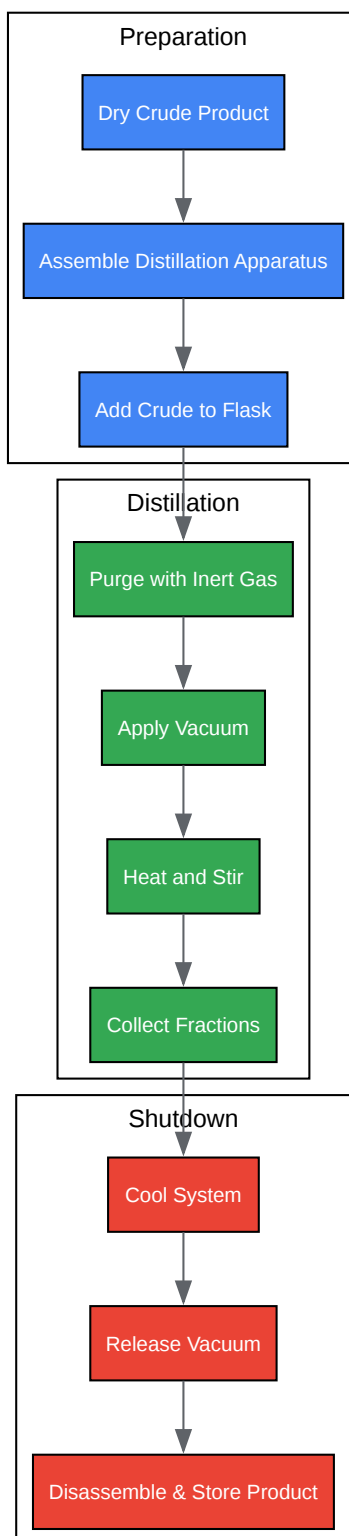 Preparation
Dry Crude Product
Assemble Distillation Apparatus
Add Crude to Flask
Distillation
Purge with Inert Gas
Apply Vacuum
Heat and Stir
Collect Fractions
Shutdown
Cool System
Release Vacuum
Disassemble & Store Product